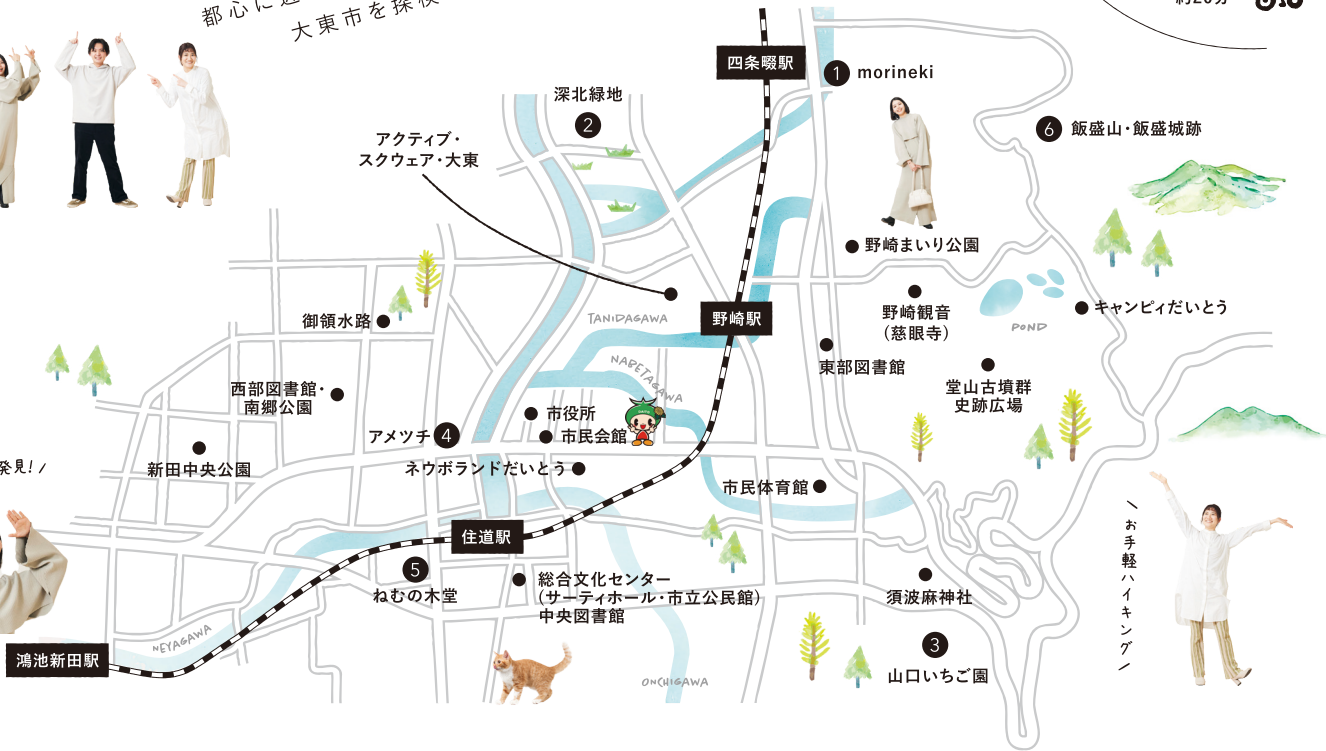 都心に近
大東市を探検
約20分
四条畷駅
1 morineki
深北緑地
2
アクティブ・
スクウェア・大東
6 飯盛山・飯盛城跡
野崎まいり公園
野崎観音
(慈眼寺)
キャンピィだいとう
POND
御領水路
TANIDAGAWA
野崎駅
NABETAGAWA
東部図書館
堂山古墳群
史跡広場
西部図書館・
南郷公園
市役所
市民会館
アメツチ 4
新田中央公園
ネウボランドだいとう
発見!
市民体育館
住道駅
5
ねむの木堂
総合文化センター
(サーティホール・市立公民館)
中央図書館
須波麻神社
3
山口いちご園
お手軽ハイキング
NEYAGAWA
鴻池新田駅
ONCHIGAWA